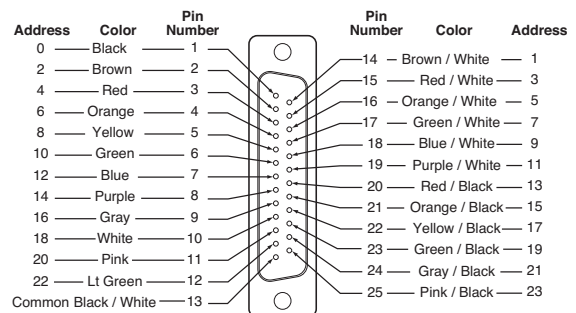 Address Color Pin Number
0 Black 1
2 Brown 2
4 Red 3
6 Orange 4
8 Yellow 5
10 Green 6
12 Blue 7
14 Purple 8
16 Gray 9
18 White 10
20 Pink 11
22 Lt Green 12
Common Black / White 13
Pin Number Color Address
14 Brown / White 1
15 Red / White 3
16 Orange / White 5
17 Green / White 7
18 Blue / White 9
19 Purple / White 11
20 Red / Black 13
21 Orange / Black 15
22 Yellow / Black 17
23 Green / Black 19
24 Gray / Black 21
25 Pink / Black 23